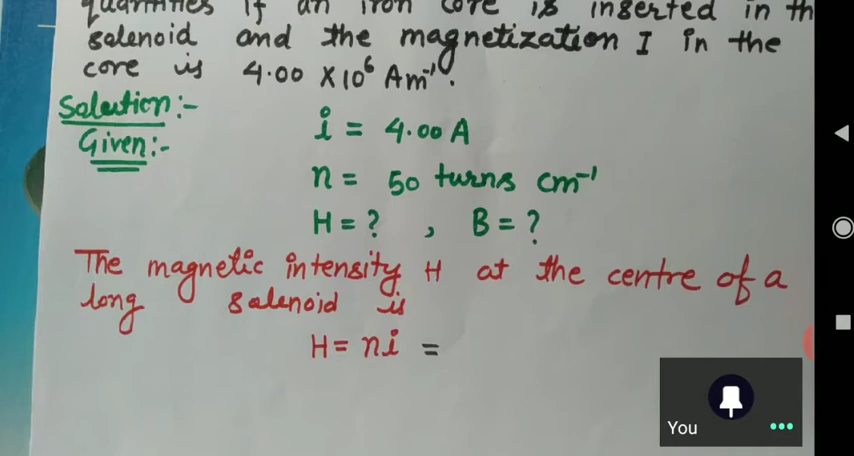 quantities if an iron core is inserted in th
solenoid and the magnetization I in the
core is 4.00 X10⁶ Am⁻¹.
Solution:-
Given:-
i = 4.00 A
n = 50 turns cm⁻¹
H = ? , B = ?
The magnetic intensity H at the centre of a
long solenoid is
H = ni =
You